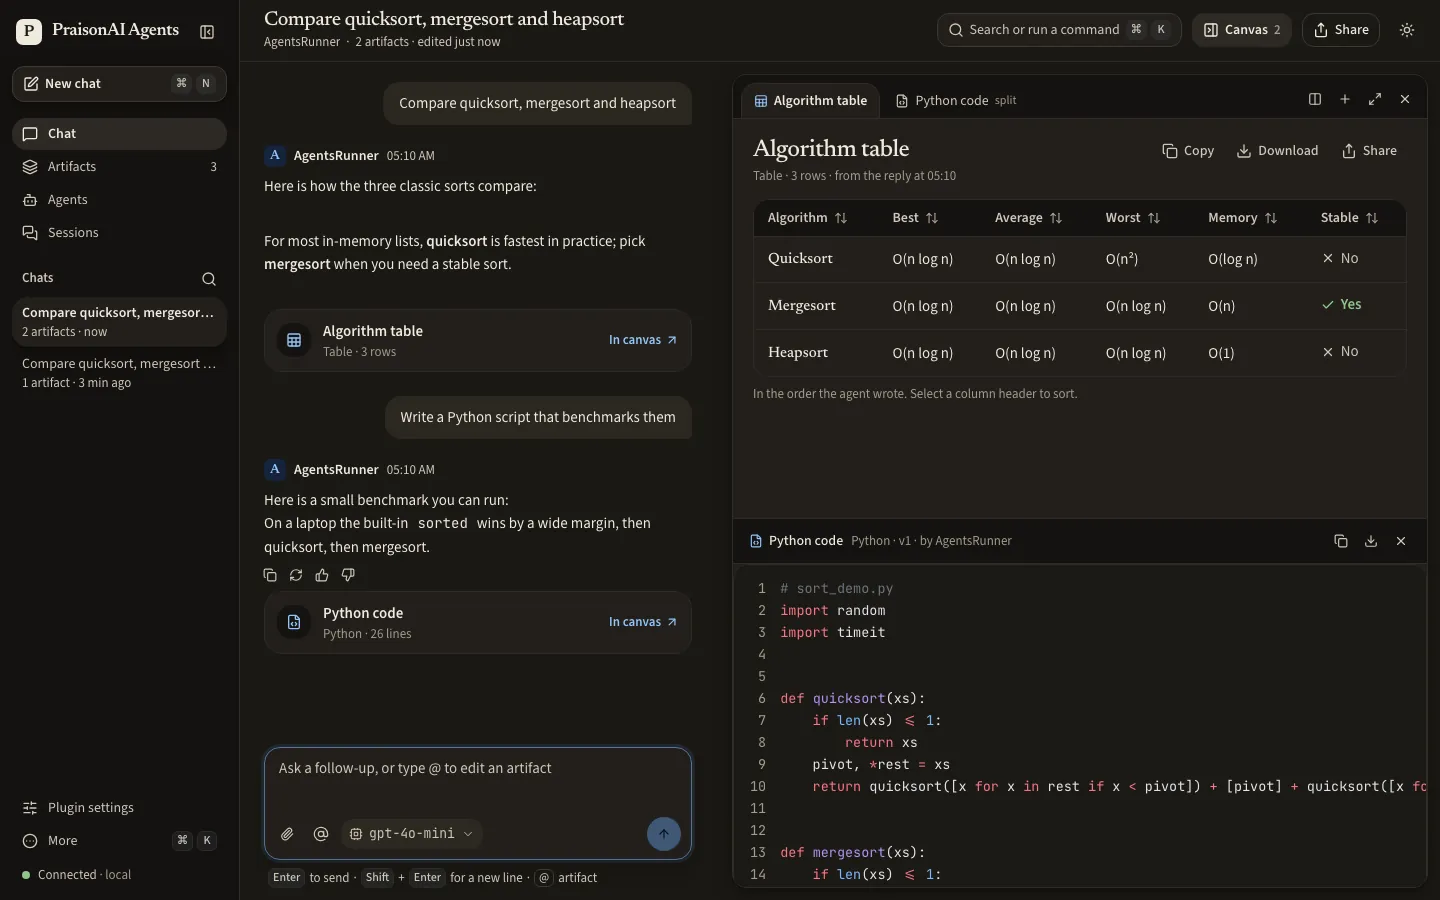 P PraisonAI Agents
New chat ⌘ N
Chat
Artifacts 3
Agents
Sessions
Chats
Compare quicksort, mergesor…
2 artifacts · now
Compare quicksort, mergesort …
1 artifact · 3 min ago
Plugin settings
More ⌘ K
Connected · local
Compare quicksort, mergesort and heapsort
AgentsRunner · 2 artifacts · edited just now
Search or run a command ⌘ K
Canvas 2
Share
Compare quicksort, mergesort and heapsort
A AgentsRunner 05:10 AM
Here is how the three classic sorts compare:
For most in-memory lists, quicksort is fastest in practice; pick
mergesort when you need a stable sort.
Algorithm table
Table · 3 rows
In canvas ↗
Write a Python script that benchmarks them
A AgentsRunner 05:10 AM
Here is a small benchmark you can run:
On a laptop the built-in sorted wins by a wide margin, then
quicksort, then mergesort.
Python code
Python · 26 lines
In canvas ↗
Ask a follow-up, or type @ to edit an artifact
@ gpt-4o-mini
Enter to send · Shift + Enter for a new line · @ artifact
Algorithm table
Python code split
Algorithm table
Copy Download Share
Table · 3 rows · from the reply at 05:10
Algorithm Best Average Worst Memory Stable
Quicksort O(n log n) O(n log n) O(n²) O(log n) No
Mergesort O(n log n) O(n log n) O(n log n) O(n) Yes
Heapsort O(n log n) O(n log n) O(n log n) O(1) No
In the order the agent wrote. Select a column header to sort.
Python code Python · v1 · by AgentsRunner
1 # sort_demo.py
2 import random
3 import timeit
4
5
6 def quicksort(xs):
7     if len(xs) ≤ 1:
8         return xs
9     pivot, *rest = xs
10     return quicksort([x for x in rest if x < pivot]) + [pivot] + quicksort([x fo
11
12
13 def mergesort(xs):
14     if len(xs) ≤ 1: